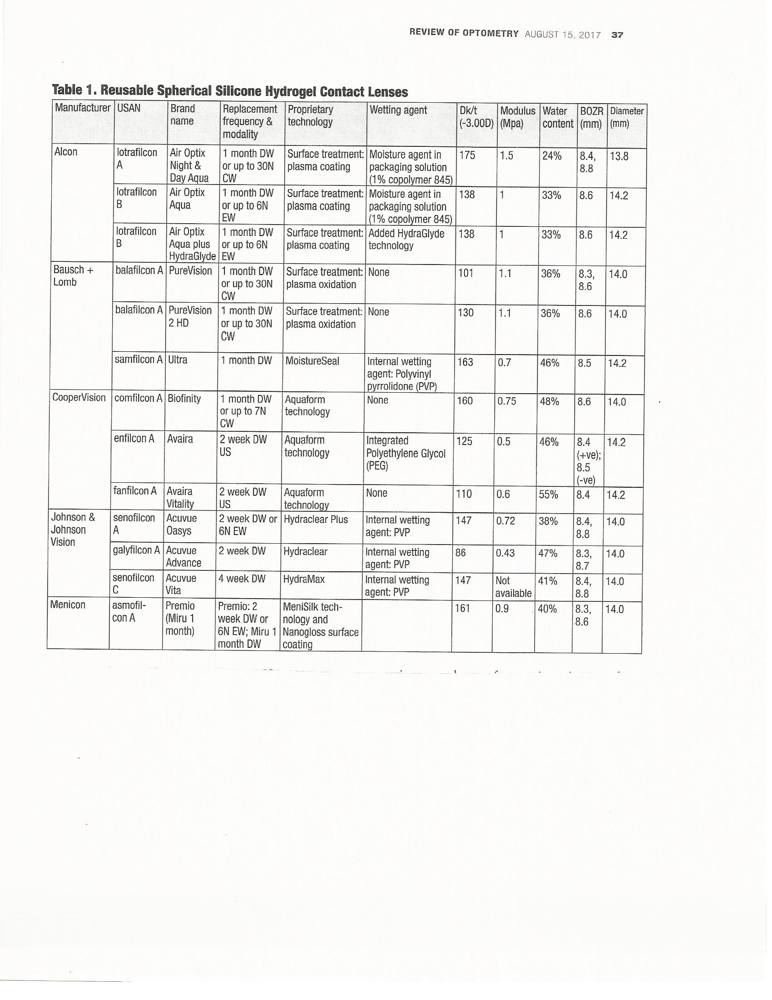 REVIEW OF OPTOMETRY AUGUST 15, 2017 37
Table 1. Reusable Spherical Silicone Hydrogel Contact Lenses
Manufacturer
USAN
Brand
name
Replacement
frequency &
modality
Proprietary
technology
Wetting agent
Dk/t
(-3.00D)
Modulus
(Mpa)
Water
content
BOZR
(mm)
Diameter
(mm)
Alcon
lotrafilcon
A
Air Optix
Night &
Day Aqua
1 month DW
or up to 30N
CW
Surface treatment:
plasma coating
Moisture agent in
packaging solution
(1% copolymer 845)
175
1.5
24%
8.4,
8.8
13.8
lotrafilcon
B
Air Optix
Aqua
1 month DW
or up to 6N
EW
Surface treatment:
plasma coating
Moisture agent in
packaging solution
(1% copolymer 845)
138
1
33%
8.6
14.2
lotrafilcon
B
Air Optix
Aqua plus
HydraGlyde
1 month DW
or up to 6N
EW
Surface treatment:
plasma coating
Added HydraGlyde
technology
138
1
33%
8.6
14.2
Bausch +
Lomb
balafilcon A
PureVision
1 month DW
or up to 30N
CW
Surface treatment:
plasma oxidation
None
101
1.1
36%
8.3,
8.6
14.0
balafilcon A
PureVision
2 HD
1 month DW
or up to 30N
CW
Surface treatment:
plasma oxidation
None
130
1.1
36%
8.6
14.0
samfilcon A
Ultra
1 month DW
MoistureSeal
Internal wetting
agent: Polyvinyl
pyrrolidone (PVP)
163
0.7
46%
8.5
14.2
CooperVision
comfilcon A
Biofinity
1 month DW
or up to 7N
CW
Aquaform
technology
None
160
0.75
48%
8.6
14.0
enfilcon A
Avaira
2 week DW
US
Aquaform
technology
Integrated
Polyethylene Glycol
(PEG)
125
0.5
46%
8.4
(+ve);
8.5
(-ve)
14.2
fanfilcon A
Avaira
Vitality
2 week DW
US
Aquaform
technology
None
110
0.6
55%
8.4
14.2
Johnson &
Johnson
Vision
senofilcon
A
Acuvue
Oasys
2 week DW or
6N EW
Hydraclear Plus
Internal wetting
agent: PVP
147
0.72
38%
8.4,
8.8
14.0
galyfilcon A
Acuvue
Advance
2 week DW
Hydraclear
Internal wetting
agent: PVP
86
0.43
47%
8.3,
8.7
14.0
senofilcon
C
Acuvue
Vita
4 week DW
HydraMax
Internal wetting
agent: PVP
147
Not
available
41%
8.4,
8.8
14.0
Menicon
asmofil-
con A
Premio
(Miru 1
month)
Premio: 2
week DW or
6N EW; Miru 1
month DW
MeniSilk tech-
nology and
Nanogloss surface
coating
161
0.9
40%
8.3,
8.6
14.0